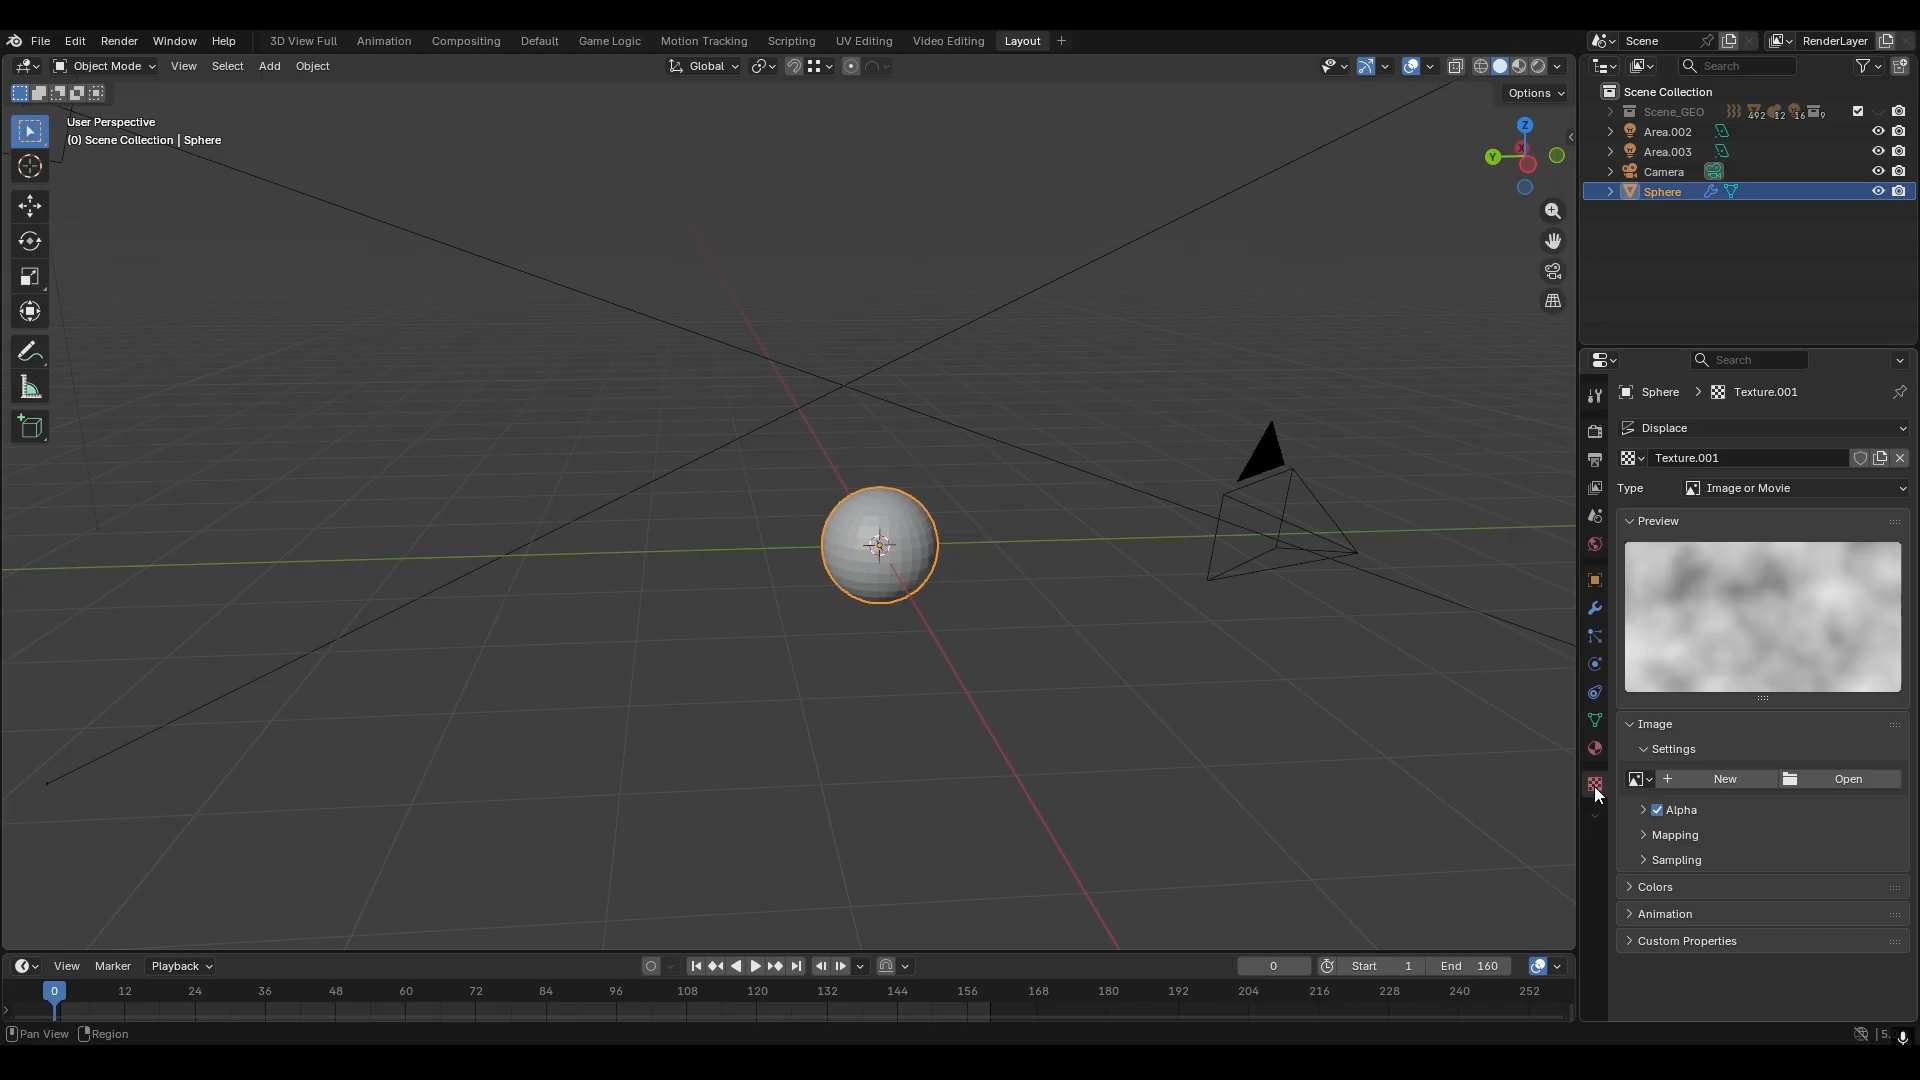 File Edit Render Window Help 3D View Full Animation Compositing Default Game Logic Motion Tracking Scripting UV Editing Video Editing Layout Scene RenderLayer
Object Mode View Select Add Object Global Search
Options
Scene Collection
Scene_GEO 492 12 16 9
User Perspective
(0) Scene Collection | Sphere
Z
Y
X
Area.002
Area.003
Camera
Sphere
Search
Sphere Texture.001
Displace
Texture.001
Type Image or Movie
Preview
Image
Settings
New Open
Alpha
Mapping
Sampling
Colors
Animation
Custom Properties
View Marker Playback 0 Start 1 End 160
0 12 24 36 48 60 72 84 96 108 120 132 144 156 168 180 192 204 216 228 240 252
Pan View Region 5.